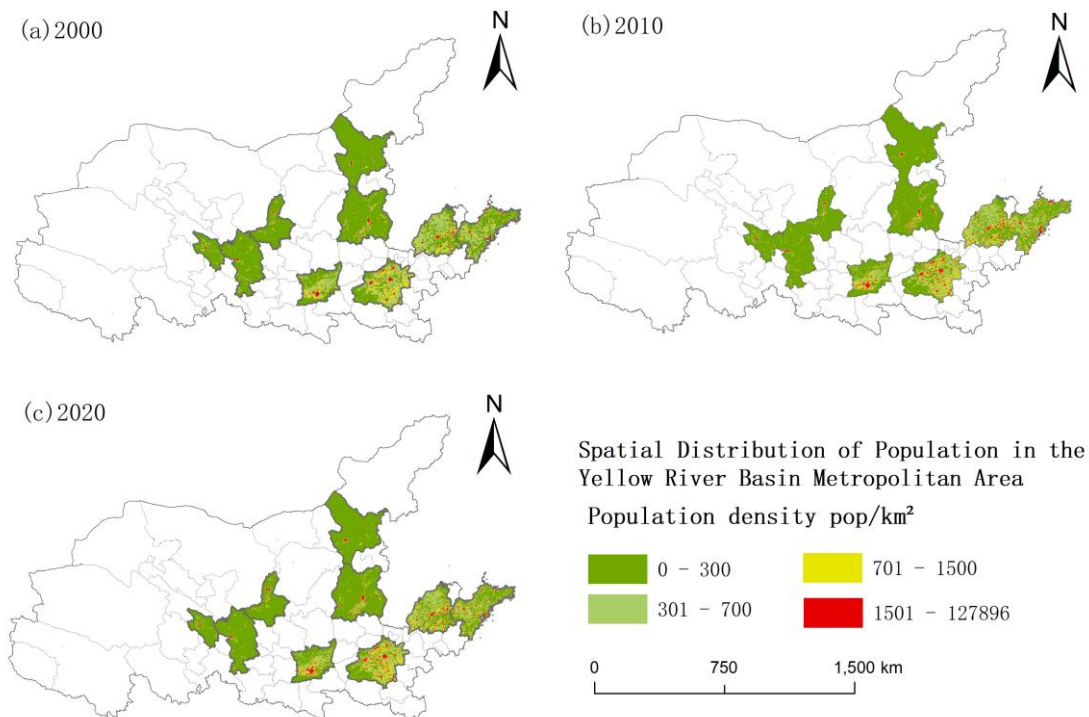 (a)2000
N
(b)2010
N
(c)2020
N
Spatial Distribution of Population in the
Yellow River Basin Metropolitan Area
Population density pop/km²
0 - 300
701 - 1500
301 - 700
1501 - 127896
0
750
1,500 km